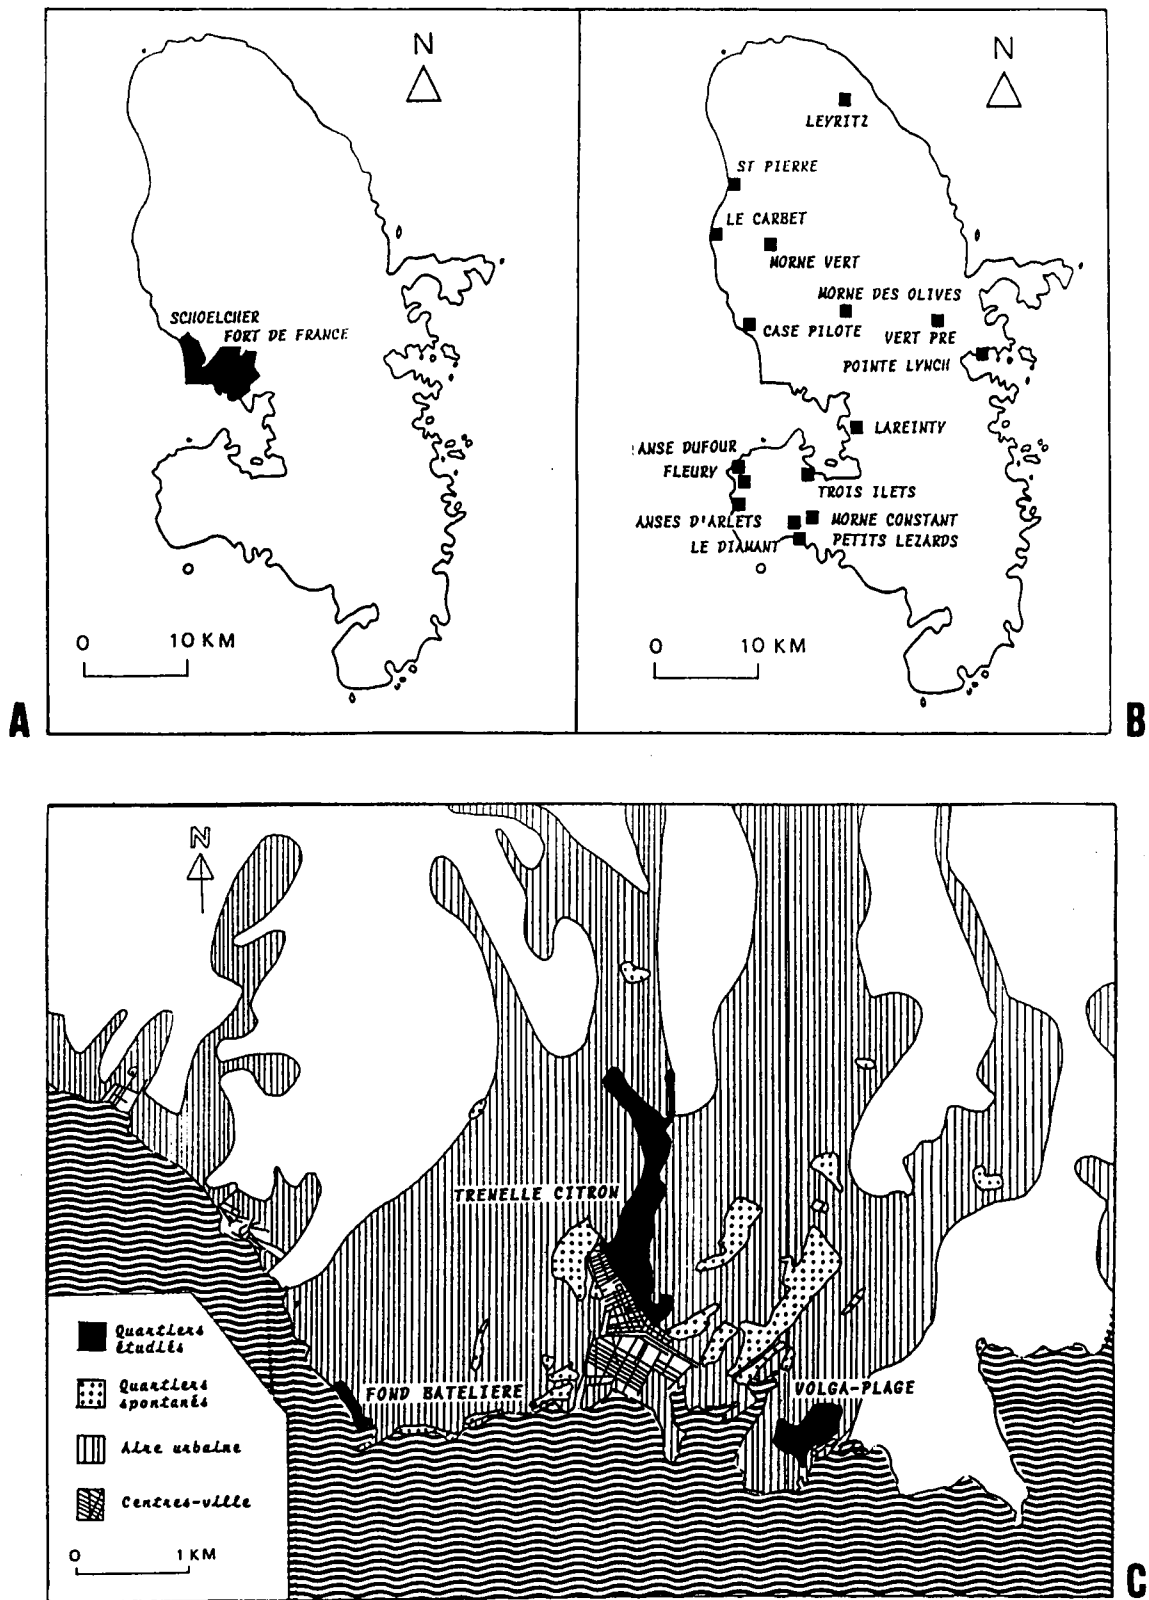 N
SCHOELCHER
FORT DE FRANCE
0 10 KM
A
N
LEYRITZ
ST PIERRE
LE CARBET
MORNE VERT
MORNE DES OLIVES
CASE PILOTE
VERT PRE
POINTE LYNCH
LAREINTY
ANSE DUFOUR
FLEURY
TROIS ILETS
ANSES D'ARLETS
MORNE CONSTANT
LE DIAMANT
PETITS LEZARDS
0 10 KM
B
N
TRENELLE CITRON
FOND BATELIERE
VOLGA-PLAGE
Quartiers
étudiés
Quartiers
spontanés
Aire urbaine
Centres-ville
0 1 KM
C